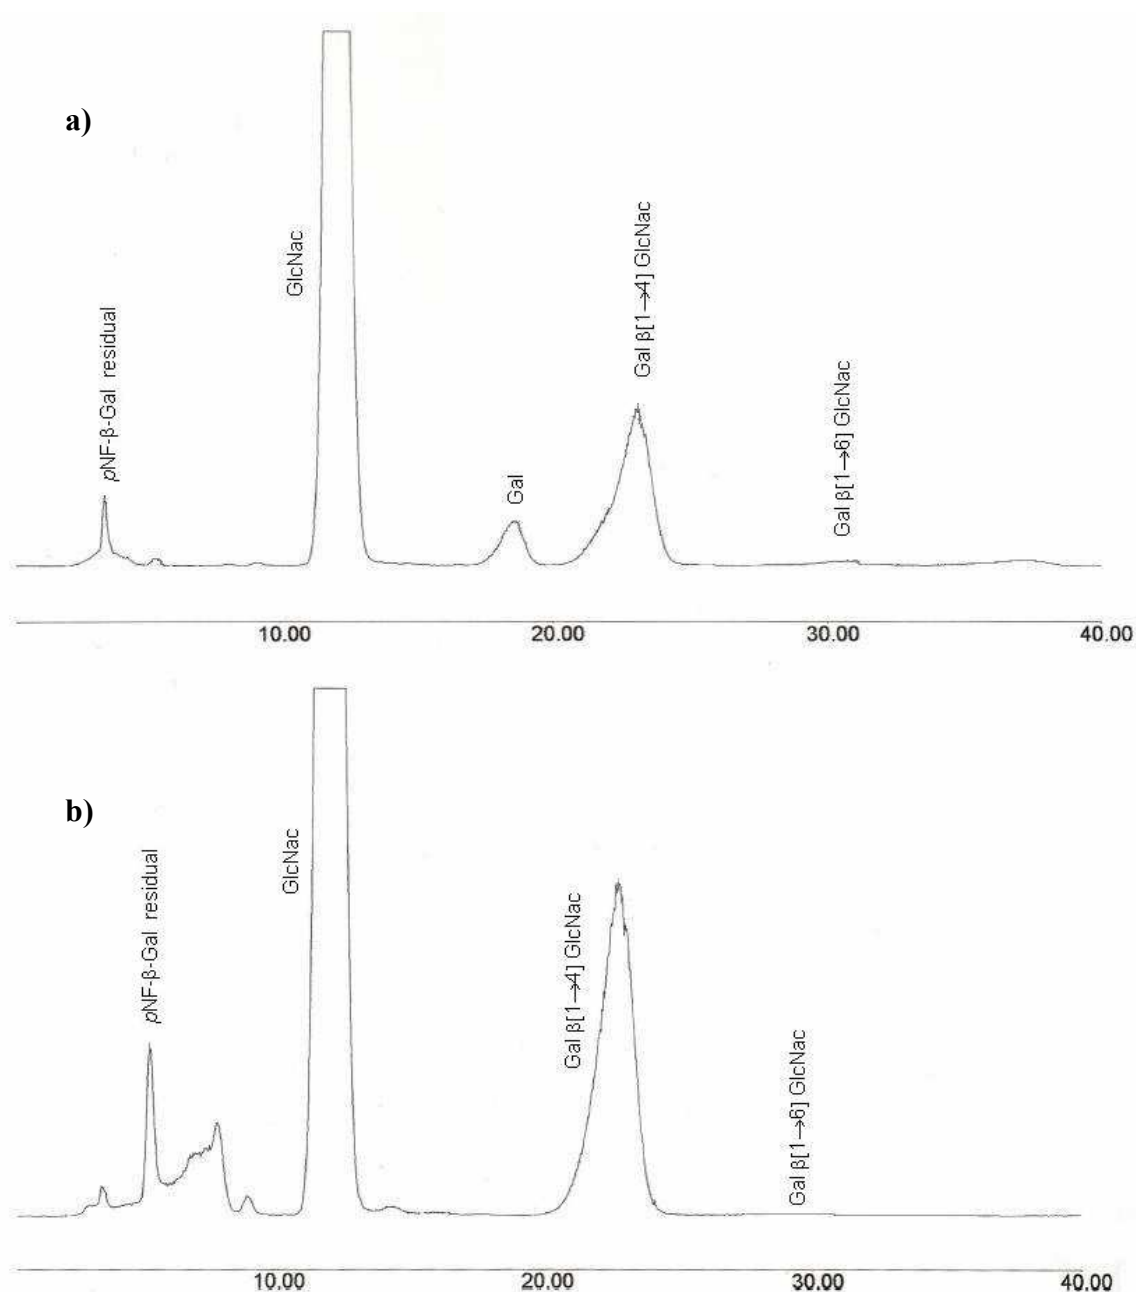 a)
pNF-β-Gal residual
GlcNac
Gal
Gal β[1→4] GlcNac
Gal β[1→6] GlcNac
10.00 20.00 30.00 40.00
b)
pNF-β-Gal residual
GlcNac
Gal β[1→4] GlcNac
Gal β[1→6] GlcNac
10.00 20.00 30.00 40.00